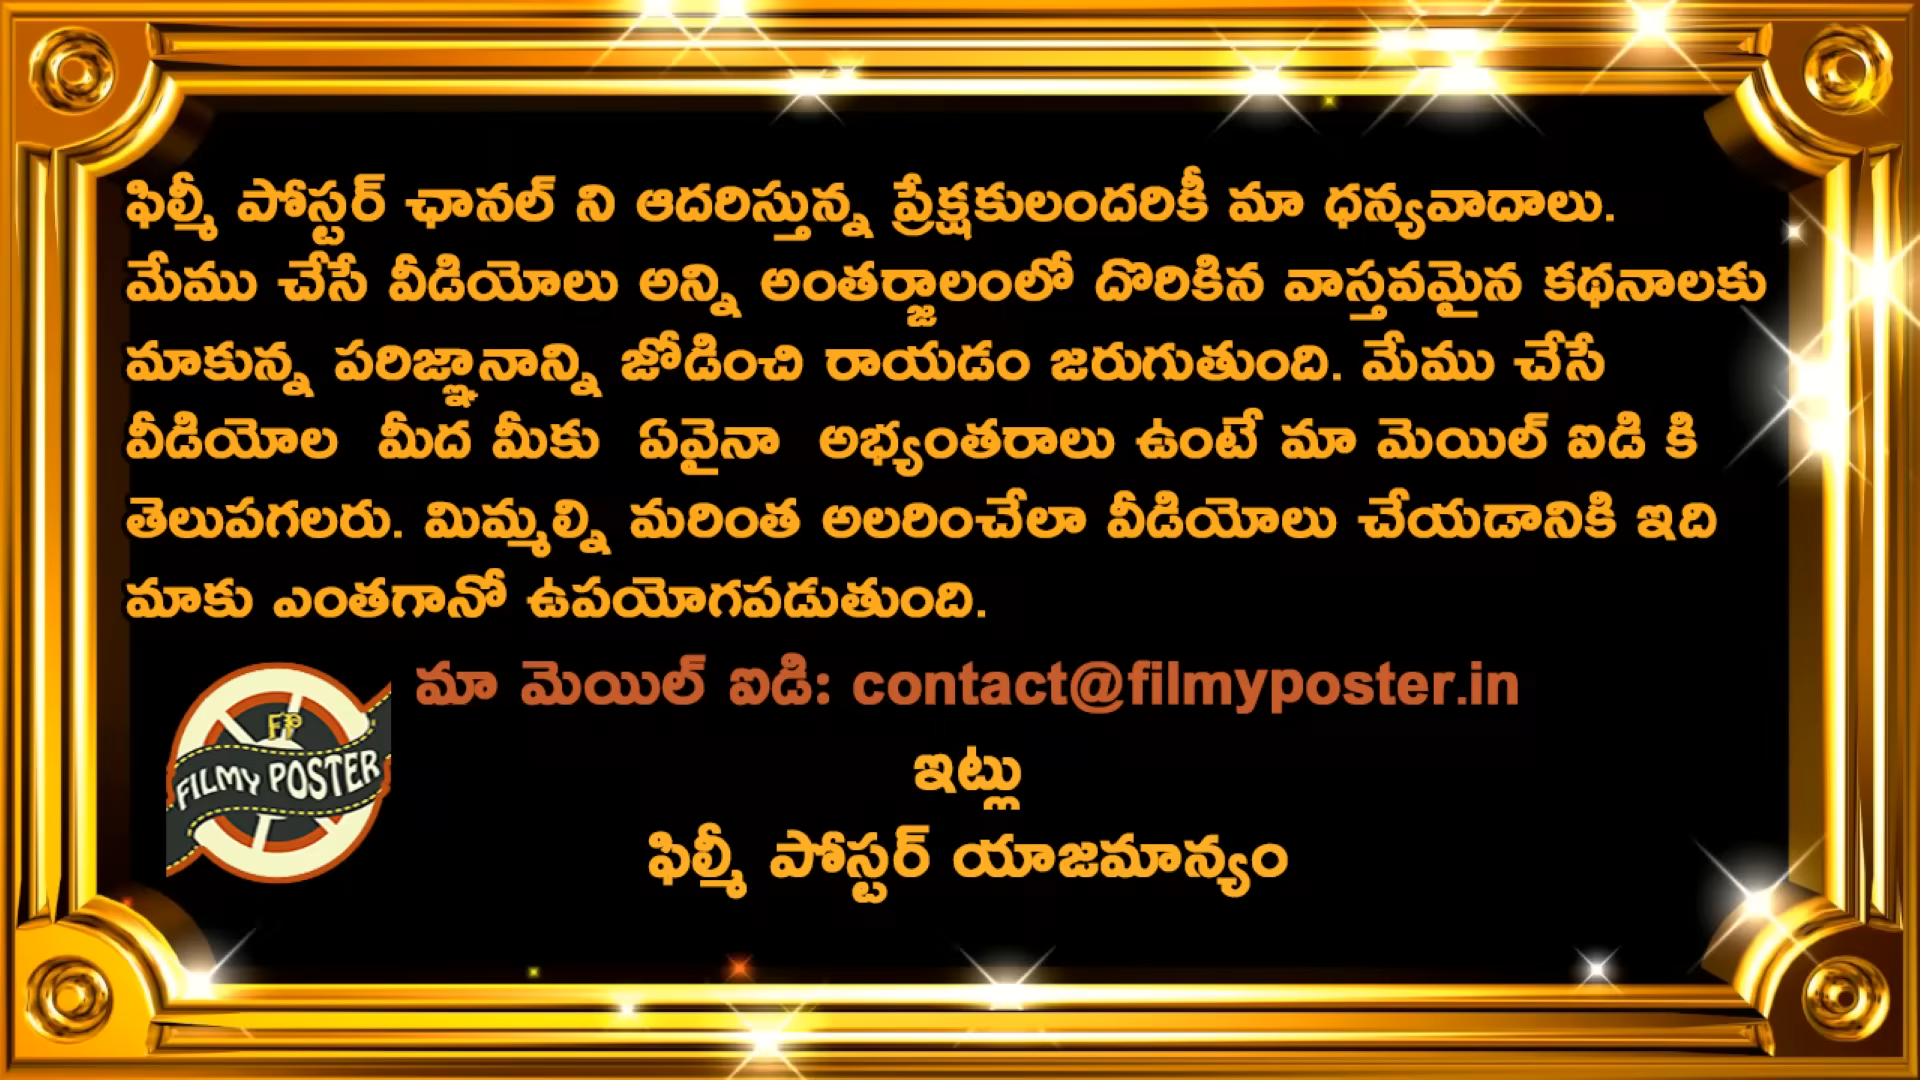 ఫిల్మీ పోస్టర్ ఛానల్ ని ఆదరిస్తున్న ప్రేక్షకులందరికీ మా ధన్యవాదాలు.
మేము చేసే వీడియోలు అన్ని అంతర్జాలంలో దొరికిన వాస్తవమైన కథనాలకు
మాకున్న పరిజ్ఞానాన్ని జోడించి రాయడం జరుగుతుంది. మేము చేసే
వీడియోల మీద మీకు ఏవైనా అభ్యంతరాలు ఉంటే మా మెయిల్ ఐడి కి
తెలుపగలరు. మిమ్మల్ని మరింత అలరించేలా వీడియోలు చేయడానికి ఇది
మాకు ఎంతగానో ఉపయోగపడుతుంది.
మా మెయిల్ ఐడి: contact@filmyposter.in
FP
FILMY POSTER
ఇట్లు
ఫిల్మీ పోస్టర్ యాజమాన్యం